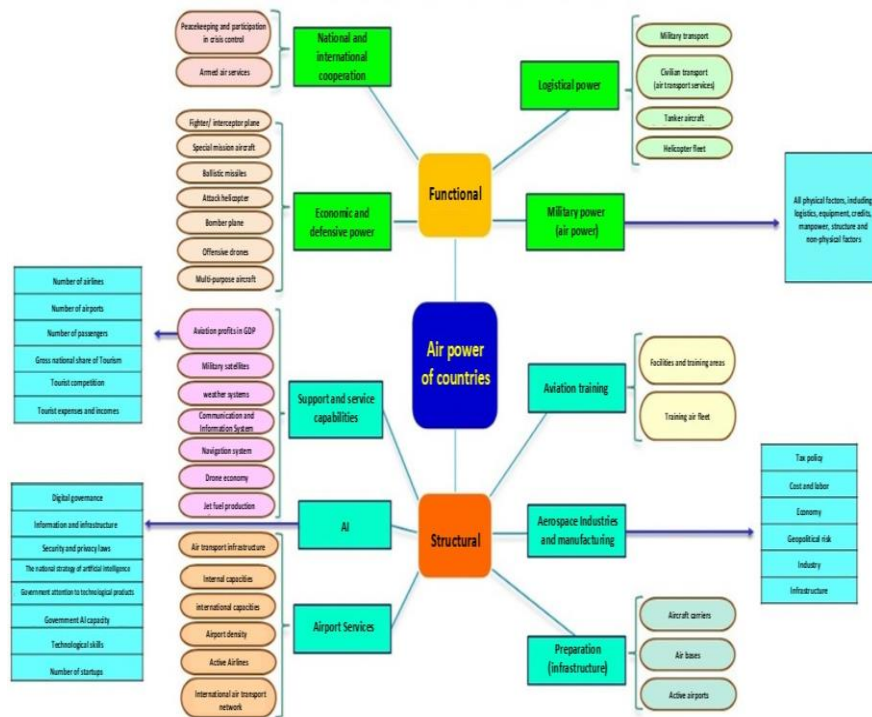 Peacekeeping and participation
in crisis control
Armed air services
National and
international
cooperation
Fighter/ interceptor plane
Special mission aircraft
Ballistic missiles
Attack helicopter
Bomber plane
Offensive drones
Multi-purpose aircraft
Economic and
defensive power
Functional
Logistical power
Military transport
Civilian transport
(air transport services)
Tanker aircraft
Helicopter fleet
Military power
(air power)
All physical factors, including
logistics, equipment, credits,
manpower, structure and
non-physical factors
Air power
of countries
Number of airlines
Number of airports
Number of passengers
Gross national share of Tourism
Tourist competition
Tourist expenses and incomes
Aviation profits in GDP
Military satellites
weather systems
Communication and
Information System
Navigation system
Drone economy
Jet fuel production
Support and service
capabilities
Aviation training
Facilities and training areas
Training air fleet
Digital governance
Information and infrastructure
Security and privacy laws
The national strategy of artificial intelligence
Government attention to technological products
Government AI capacity
Technological skills
Number of startups
AI
Structural
Aerospace Industries
and manufacturing
Tax policy
Cost and labor
Economy
Geopolitical risk
Industry
Infrastructure
Air transport infrastructure
Internal capacities
international capacities
Airport density
Active Airlines
International air transport
network
Airport Services
Preparation
(infrastructure)
Aircraft carriers
Air bases
Active airports